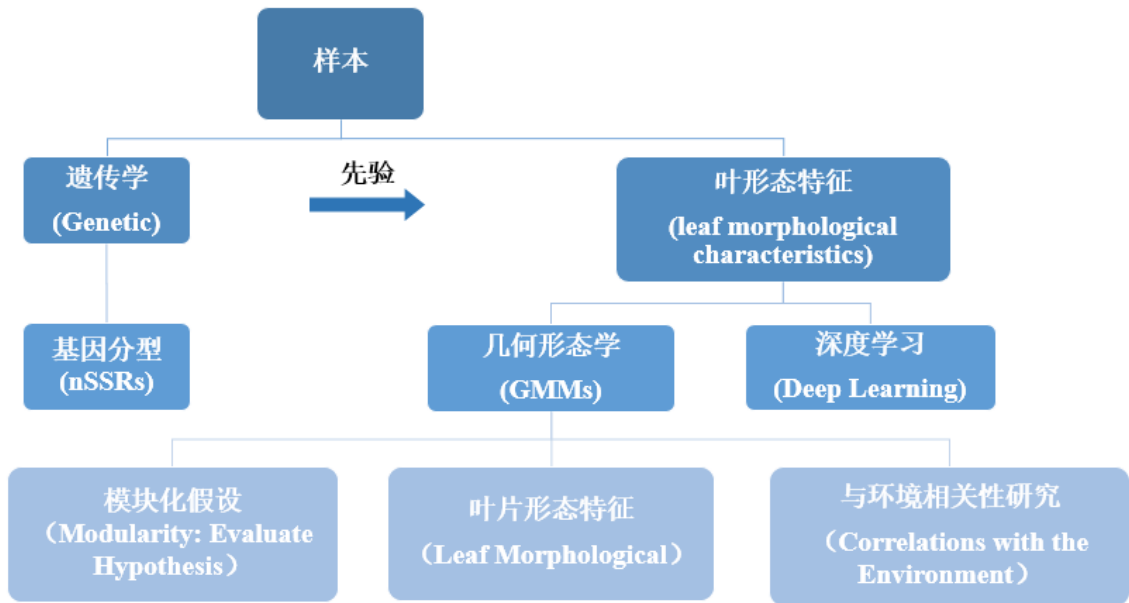 样本
遗传学
(Genetic)
先验
叶形态特征
(leaf morphological
characteristics)
基因分型
(nSSRs)
几何形态学
(GMMs)
深度学习
(Deep Learning)
模块化假设
（Modularity: Evaluate
Hypothesis）
叶片形态特征
（Leaf Morphological）
与环境相关性研究
（Correlations with the
Environment）